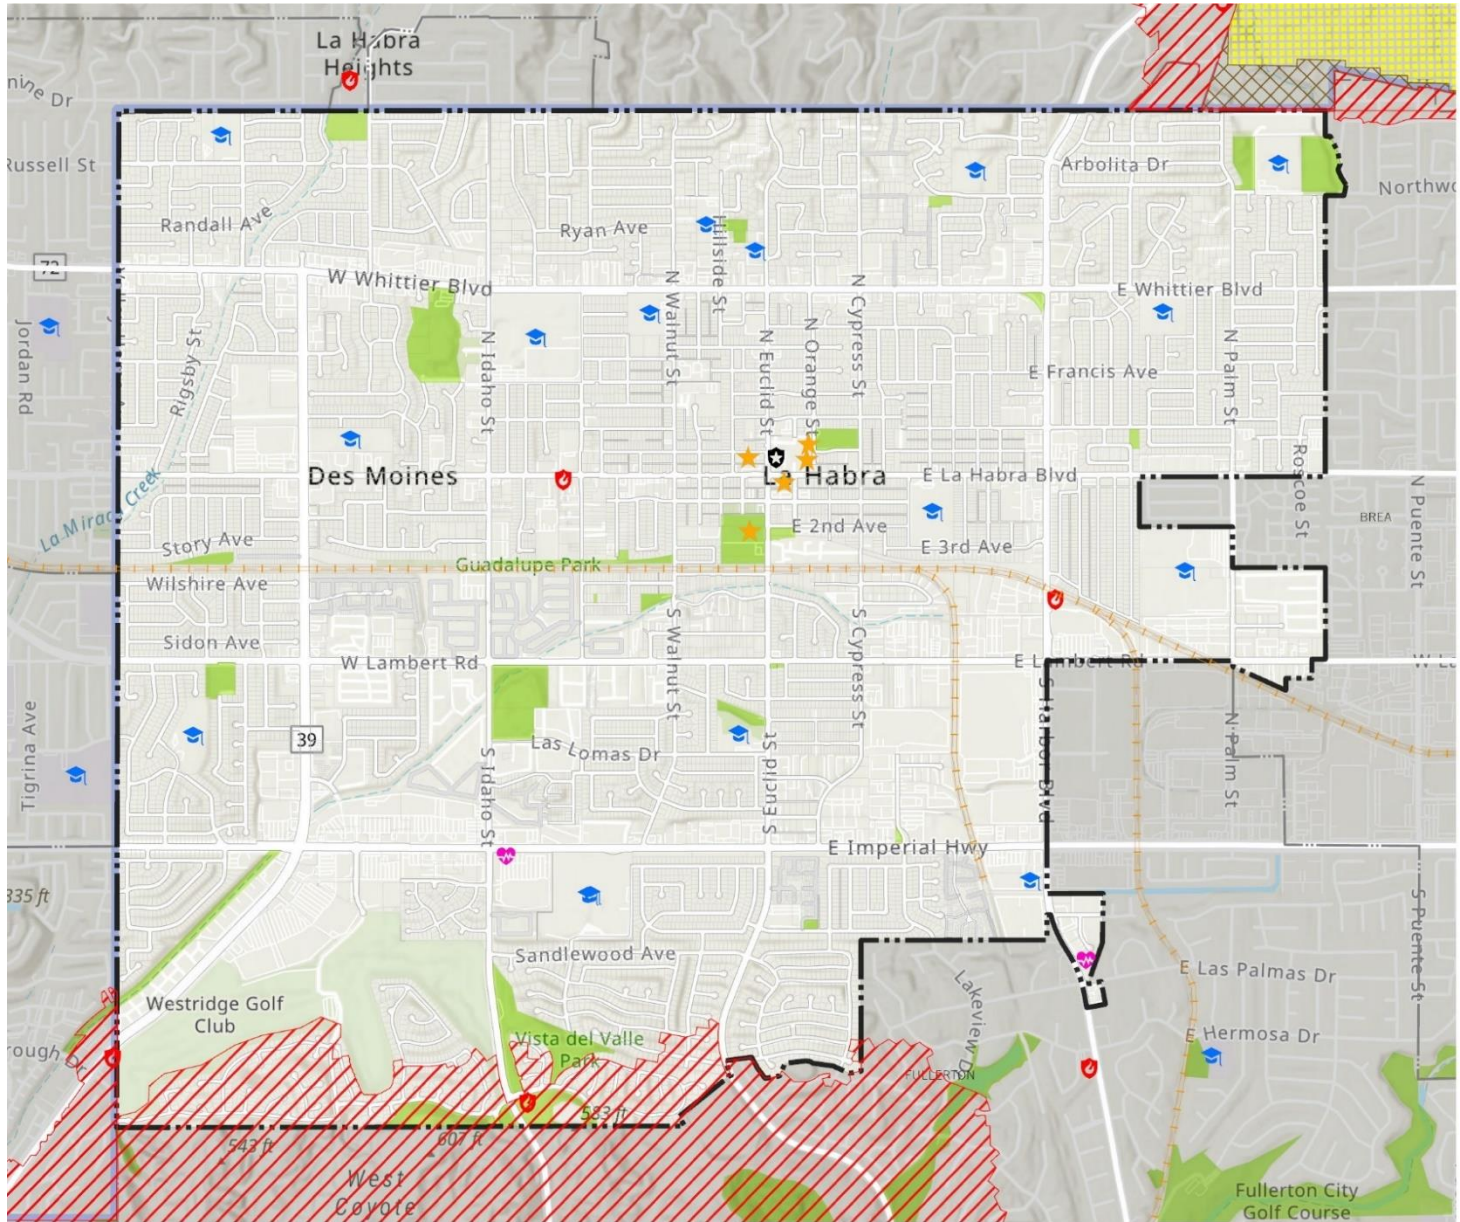 La Habra
Heights
nine Dr
Russell St
Arbolita Dr
Northwo
Randall Ave
Ryan Ave
Hillside St
72
W Whittier Blvd
E Whittier Blvd
N Walnut St
N Cypress St
Jordan Rd
Rigsby St
N Idaho St
N Euclid St
N Orange St
E Francis Ave
N Palm St
Des Moines
La Habra
E La Habra Blvd
Roscoe St
N Puente St
BREA
La Mirada Creek
Story Ave
E 2nd Ave
E 3rd Ave
Guadalupe Park
Wilshire Ave
Sidon Ave
W Lambert Rd
E Lambert Rd
S Walnut St
S Cypress St
S Harbor Blvd
Tigrina Ave
39
Las Lomas Dr
S Idaho St
S Euclid St
N Palm St
E Imperial Hwy
335 ft
Sandlewood Ave
E Las Palmas Dr
S Puente St
Westridge Golf
Club
Lakeview Dr
rough Dr
Vista del Valle
Park
E Hermosa Dr
FULLERTON
583 ft
543 ft
607 ft
West
Coyote
Fullerton City
Golf Course